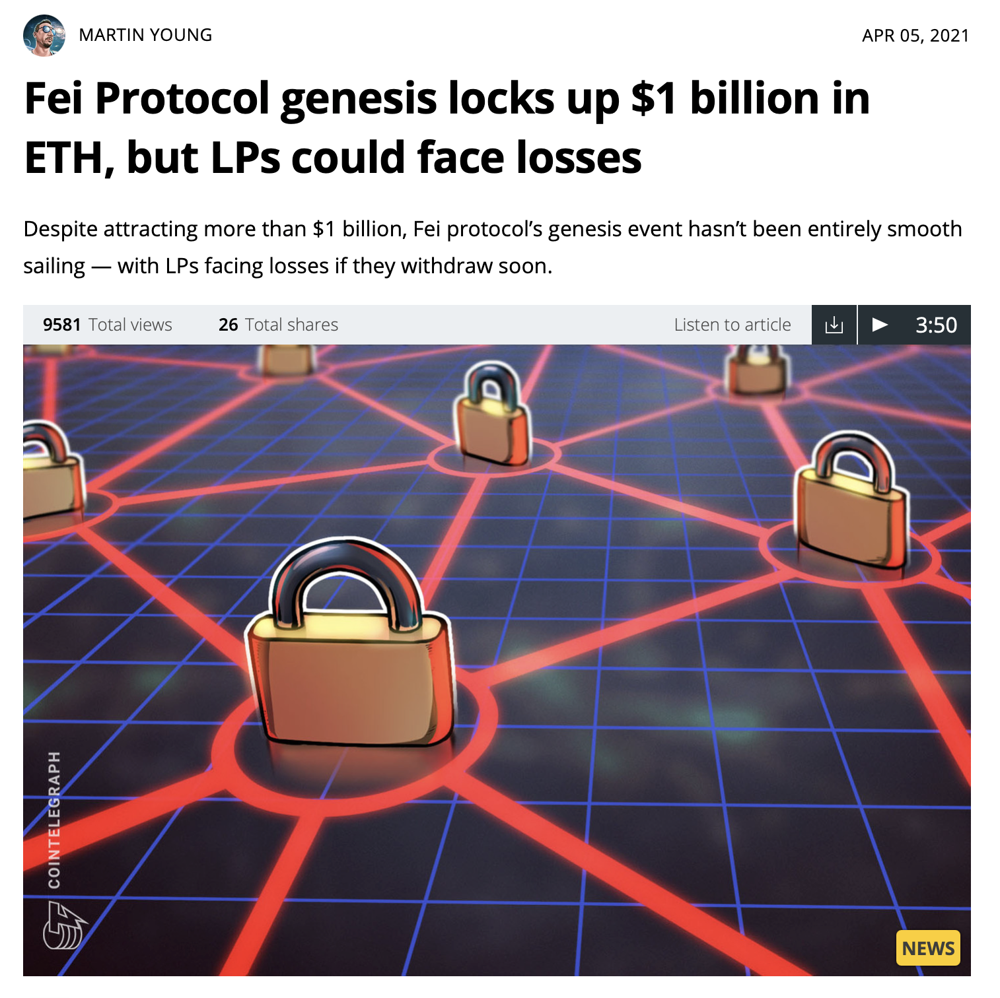 MARTIN YOUNG
APR 05, 2021
Fei Protocol genesis locks up $1 billion in
ETH, but LPs could face losses
Despite attracting more than $1 billion, Fei protocol’s genesis event hasn’t been entirely smooth
sailing — with LPs facing losses if they withdraw soon.
9581 Total views 26 Total shares Listen to article 3:50
COINTELEGRAPH
NEWS